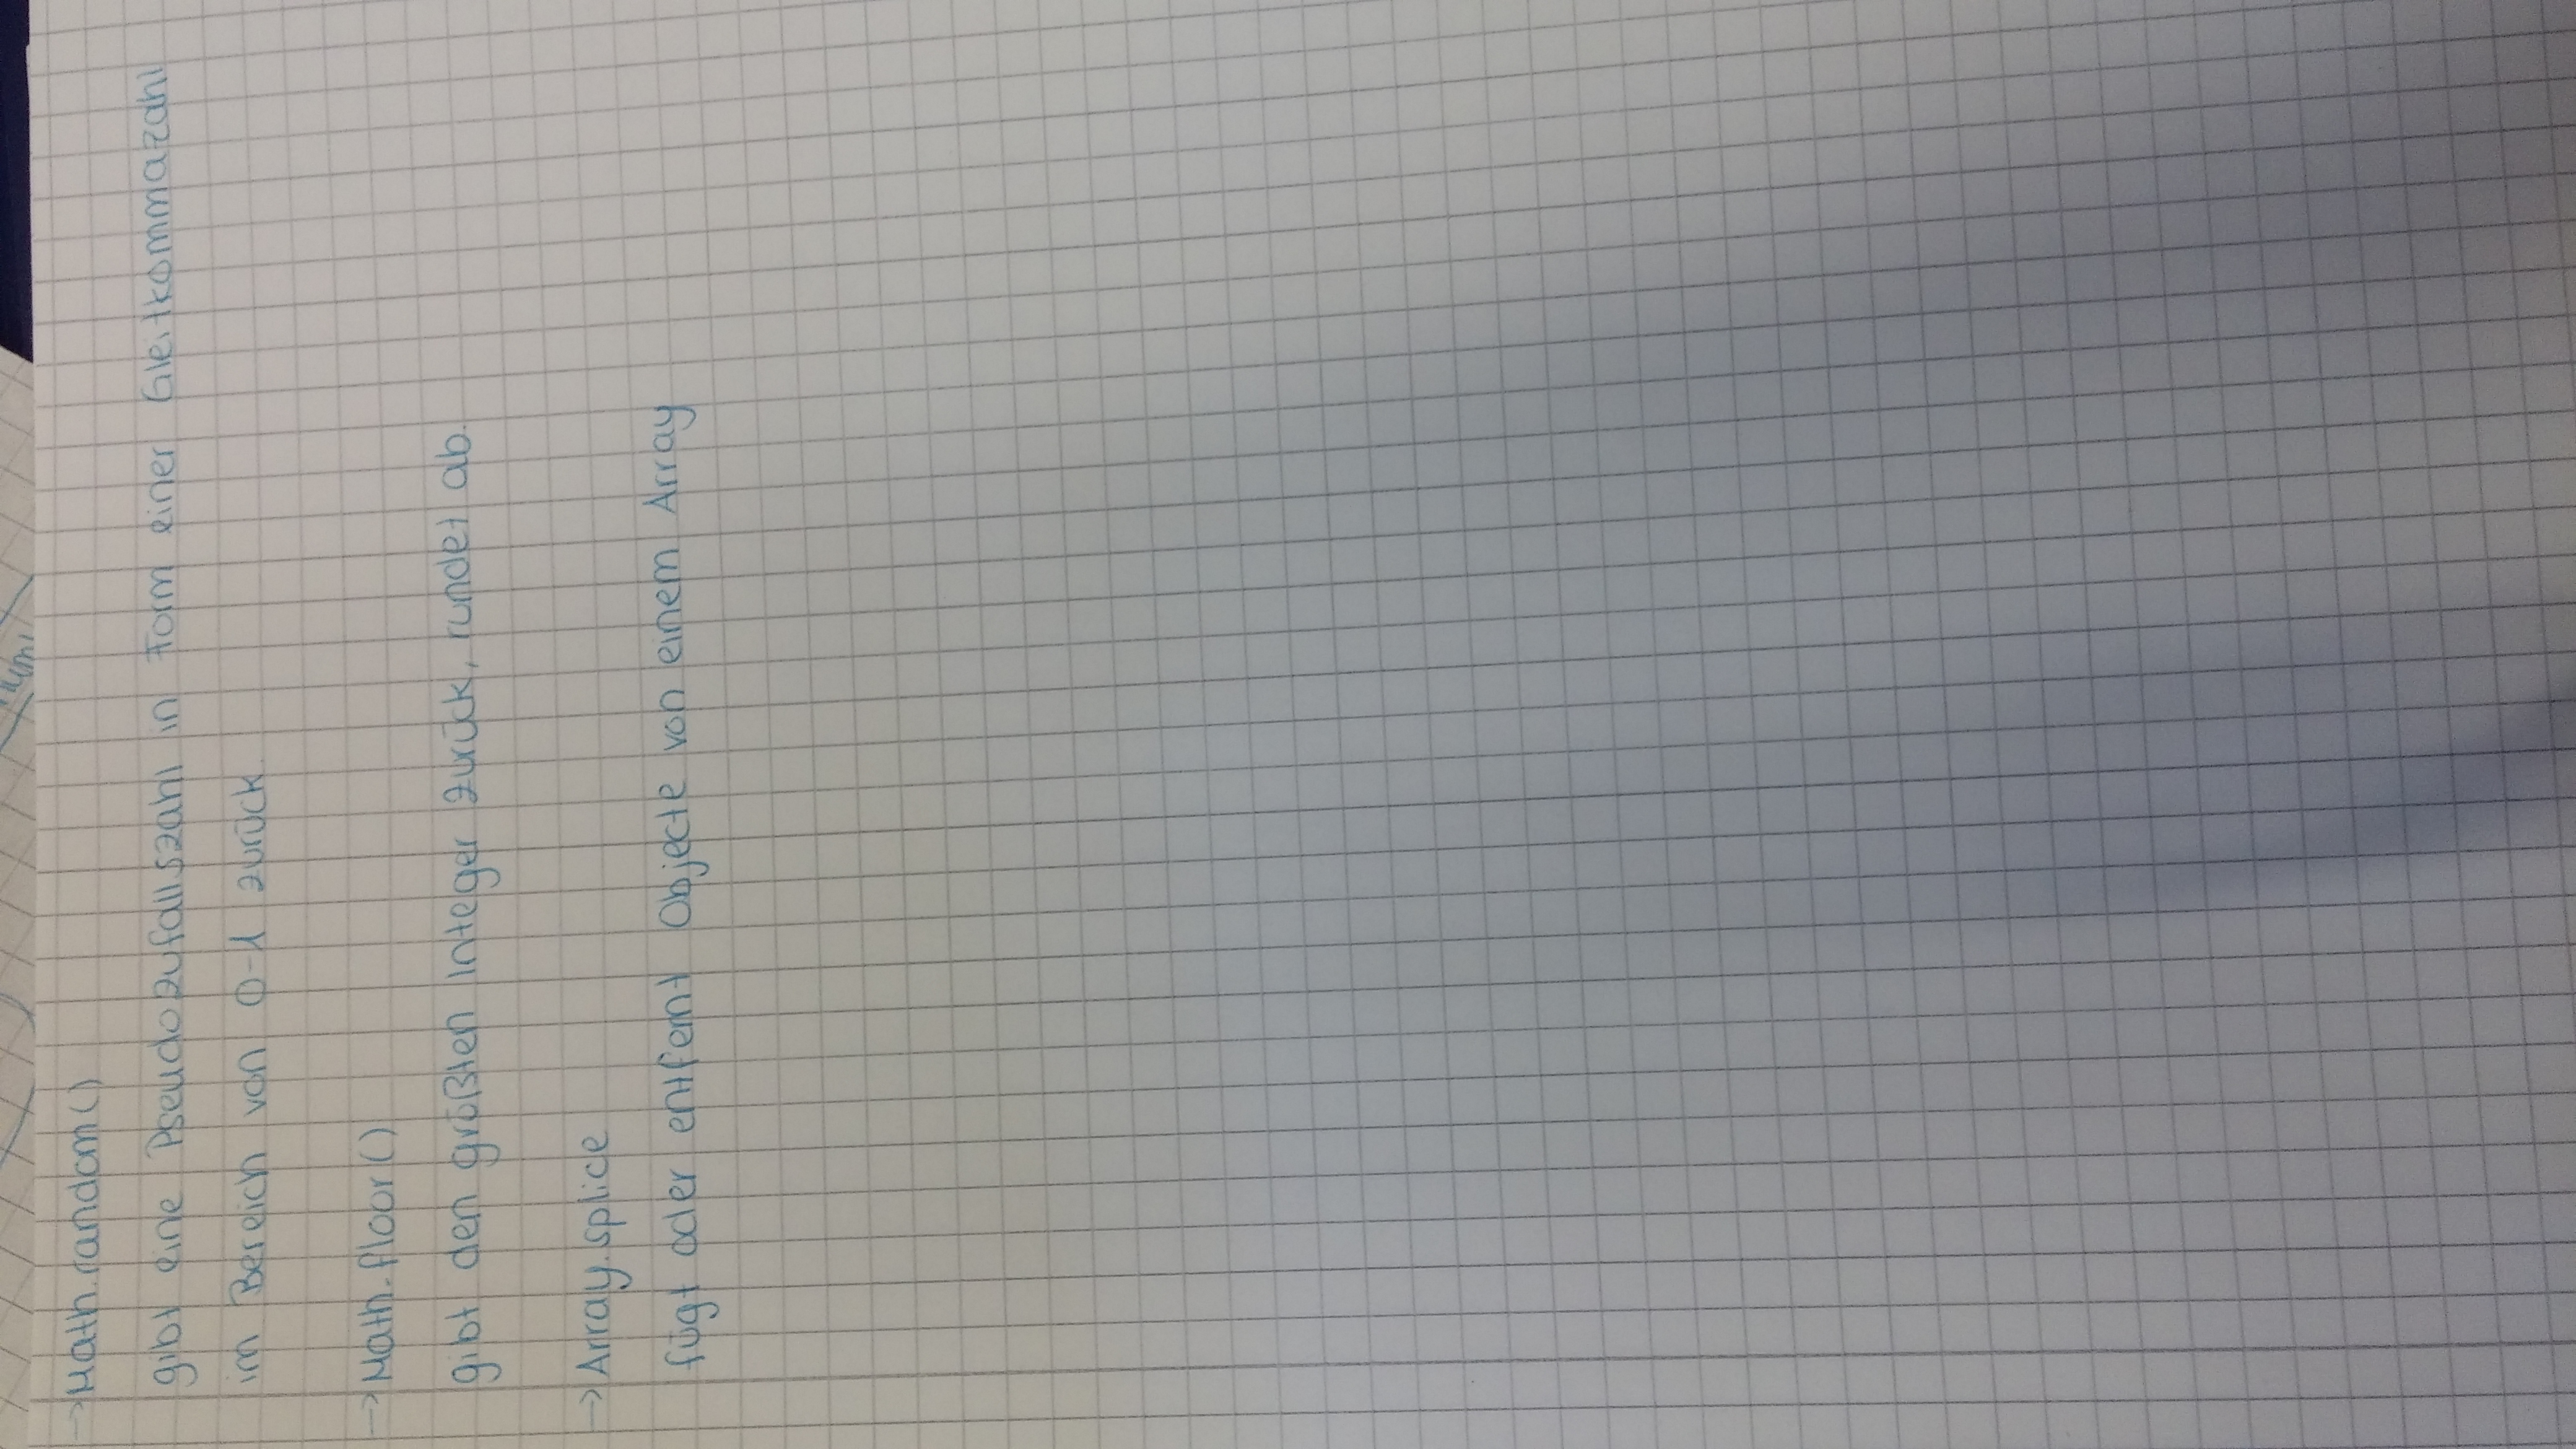 → Math.random()
gibt eine Pseudozufallszahl in Form einer Gleitkommazahl
im Bereich von 0-1 zurück.
→ Math.floor()
gibt den größten Integer zurück, rundet ab.
→ Array.splice
fügt oder entfernt Objecte von einem Array